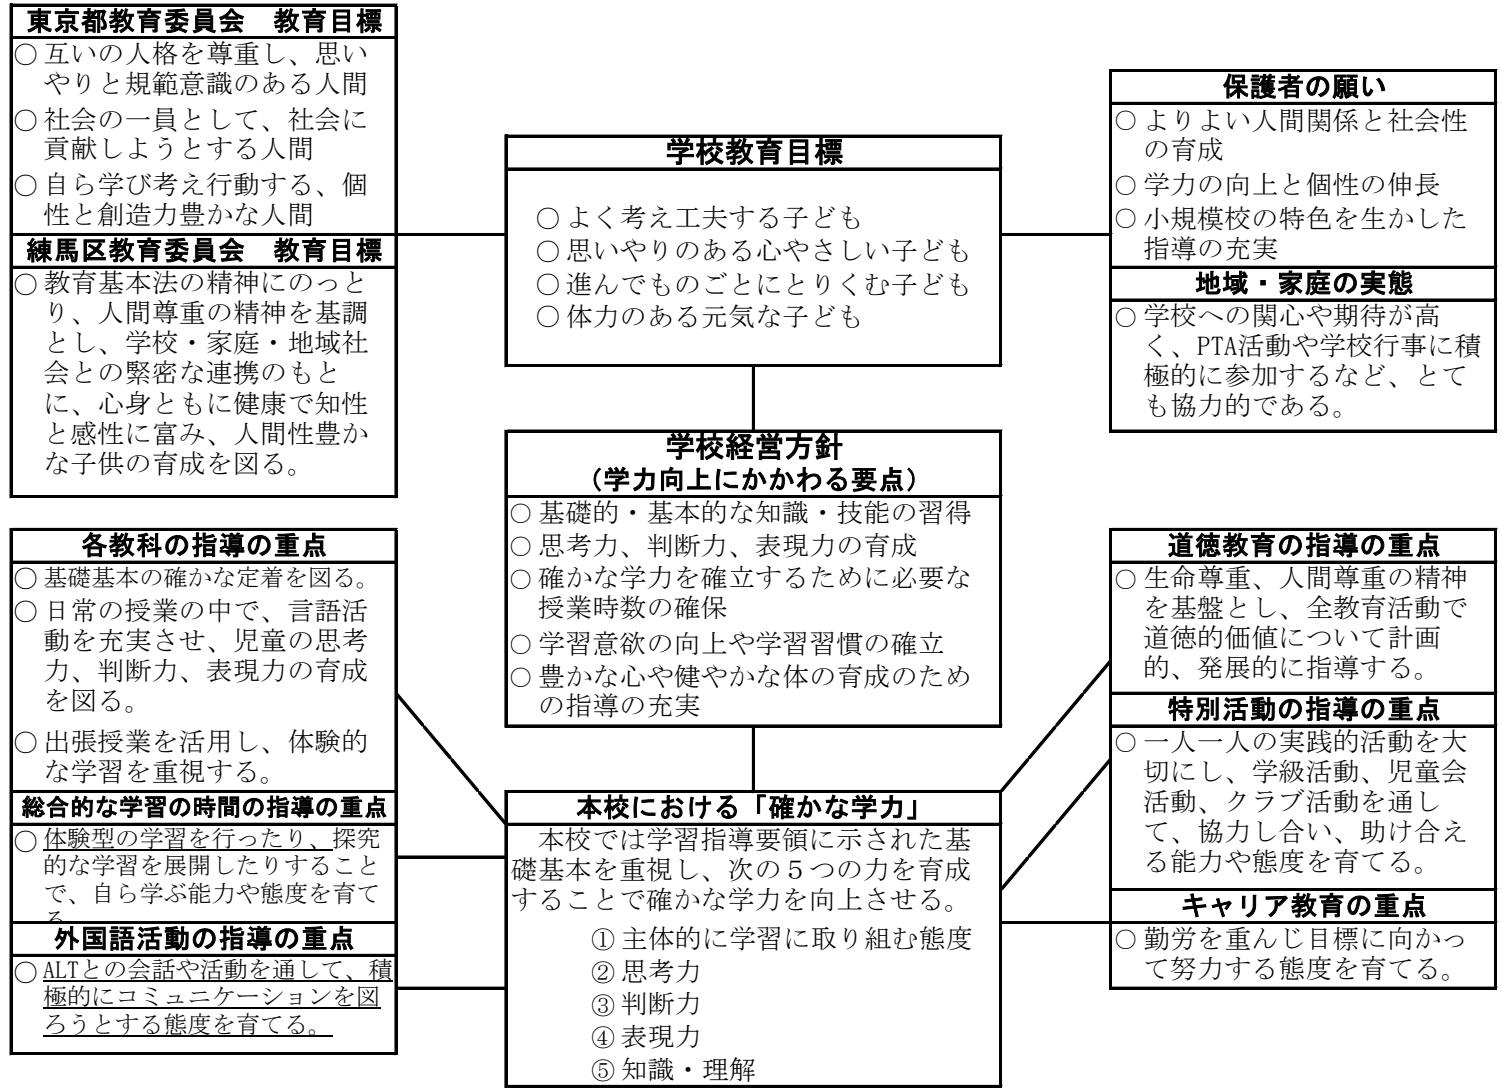 東京都教育委員会　教育目標
○ 互いの人格を尊重し、思い
やりと規範意識のある人間
○ 社会の一員として、社会に
貢献しようとする人間
○ 自ら学び考え行動する、個
性と創造力豊かな人間
練馬区教育委員会　教育目標
○ 教育基本法の精神にのっと
り、人間尊重の精神を基調
とし、学校・家庭・地域社
会との緊密な連携のもと
に、心身ともに健康で知性
と感性に富み、人間性豊か
な子供の育成を図る。
学校教育目標
○ よく考え工夫する子ども
○ 思いやりのある心やさしい子ども
○ 進んでものごとにとりくむ子ども
○ 体力のある元気な子ども
保護者の願い
○ よりよい人間関係と社会性
の育成
○ 学力の向上と個性の伸長
○ 小規模校の特色を生かした
指導の充実
地域・家庭の実態
○ 学校への関心や期待が高
く、PTA活動や学校行事に積
極的に参加するなど、とて
も協力的である。
学校経営方針
（学力向上にかかわる要点）
○ 基礎的・基本的な知識・技能の習得
○ 思考力、判断力、表現力の育成
○ 確かな学力を確立するために必要な
授業時数の確保
○ 学習意欲の向上や学習習慣の確立
○ 豊かな心や健やかな体の育成のため
の指導の充実
各教科の指導の重点
○ 基礎基本の確かな定着を図る。
○ 日常の授業の中で、言語活
動を充実させ、児童の思考
力、判断力、表現力の育成
を図る。
○ 出張授業を活用し、体験的
な学習を重視する。
総合的な学習の時間の指導の重点
○ 体験型の学習を行ったり、探究
的な学習を展開したりすること
で、自ら学ぶ能力や態度を育て
る
外国語活動の指導の重点
○ ALTとの会話や活動を通して、積
極的にコミュニケーションを図
ろうとする態度を育てる。
本校における「確かな学力」
本校では学習指導要領に示された基
礎基本を重視し、次の５つの力を育成
することで確かな学力を向上させる。
① 主体的に学習に取り組む態度
② 思考力
③ 判断力
④ 表現力
⑤ 知識・理解
道徳教育の指導の重点
○ 生命尊重、人間尊重の精神
を基盤とし、全教育活動で
道徳的価値について計画
的、発展的に指導する。
特別活動の指導の重点
○ 一人一人の実践的活動を大
切にし、学級活動、児童会
活動、クラブ活動を通し
て、協力し合い、助け合え
る能力や態度を育てる。
キャリア教育の重点
○ 勤労を重んじ目標に向かっ
て努力する態度を育てる。